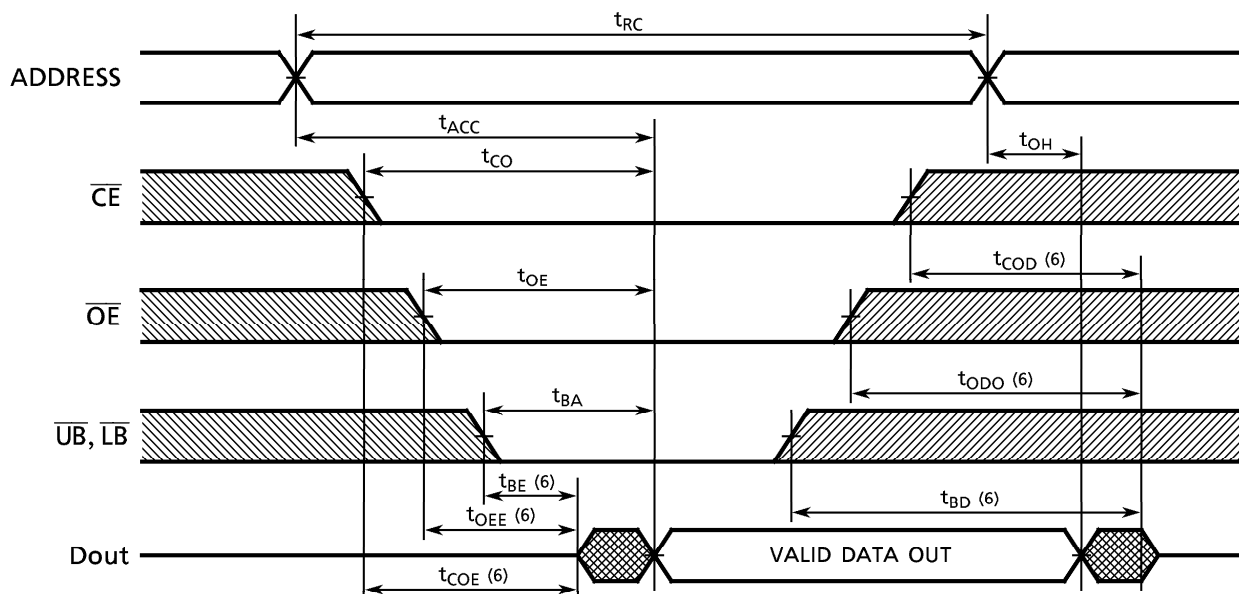 tRC
ADDRESS
tACC
tOH
tCO
CE
tCOD (6)
tOE
OE
tODO (6)
tBA
UB, LB
tBE (6)
tBD (6)
tOEE (6)
Dout
VALID DATA OUT
tCOE (6)